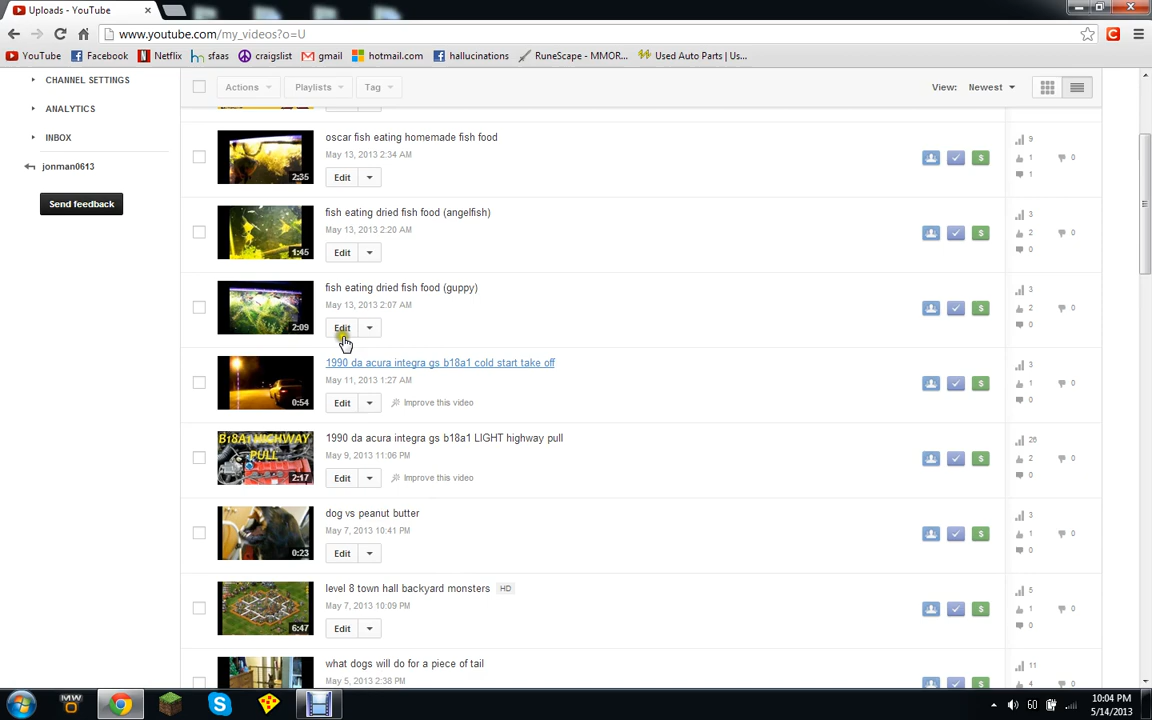 Uploads - YouTube
www.youtube.com/my_videos?o=U
YouTube Facebook Netflix sfaas craigslist gmail hotmail.com hallucinations RuneScape - MMOR... Used Auto Parts | Us...
CHANNEL SETTINGS
ANALYTICS
INBOX
jonman0613
Send feedback
Actions Playlists Tag View: Newest
oscar fish eating homemade fish food
May 13, 2013 2:34 AM
Edit
2:35
9
1 0
1
fish eating dried fish food (angelfish)
May 13, 2013 2:20 AM
Edit
1:45
3
2 0
0
fish eating dried fish food (guppy)
May 13, 2013 2:07 AM
Edit
2:09
3
2 0
0
1990 da acura integra gs b18a1 cold start take off
May 11, 2013 1:27 AM
Edit Improve this video
0:54
3
1 0
0
1990 da acura integra gs b18a1 LIGHT highway pull
May 9, 2013 11:06 PM
Edit Improve this video
B18A1 HIGHWAY
PULL
2:17
26
2 0
0
dog vs peanut butter
May 7, 2013 10:41 PM
Edit
0:23
3
1 0
0
level 8 town hall backyard monsters HD
May 7, 2013 10:09 PM
Edit
6:47
5
1 0
0
what dogs will do for a piece of tail
May 5, 2013 2:38 PM
11
4 0
60
10:04 PM
5/14/2013